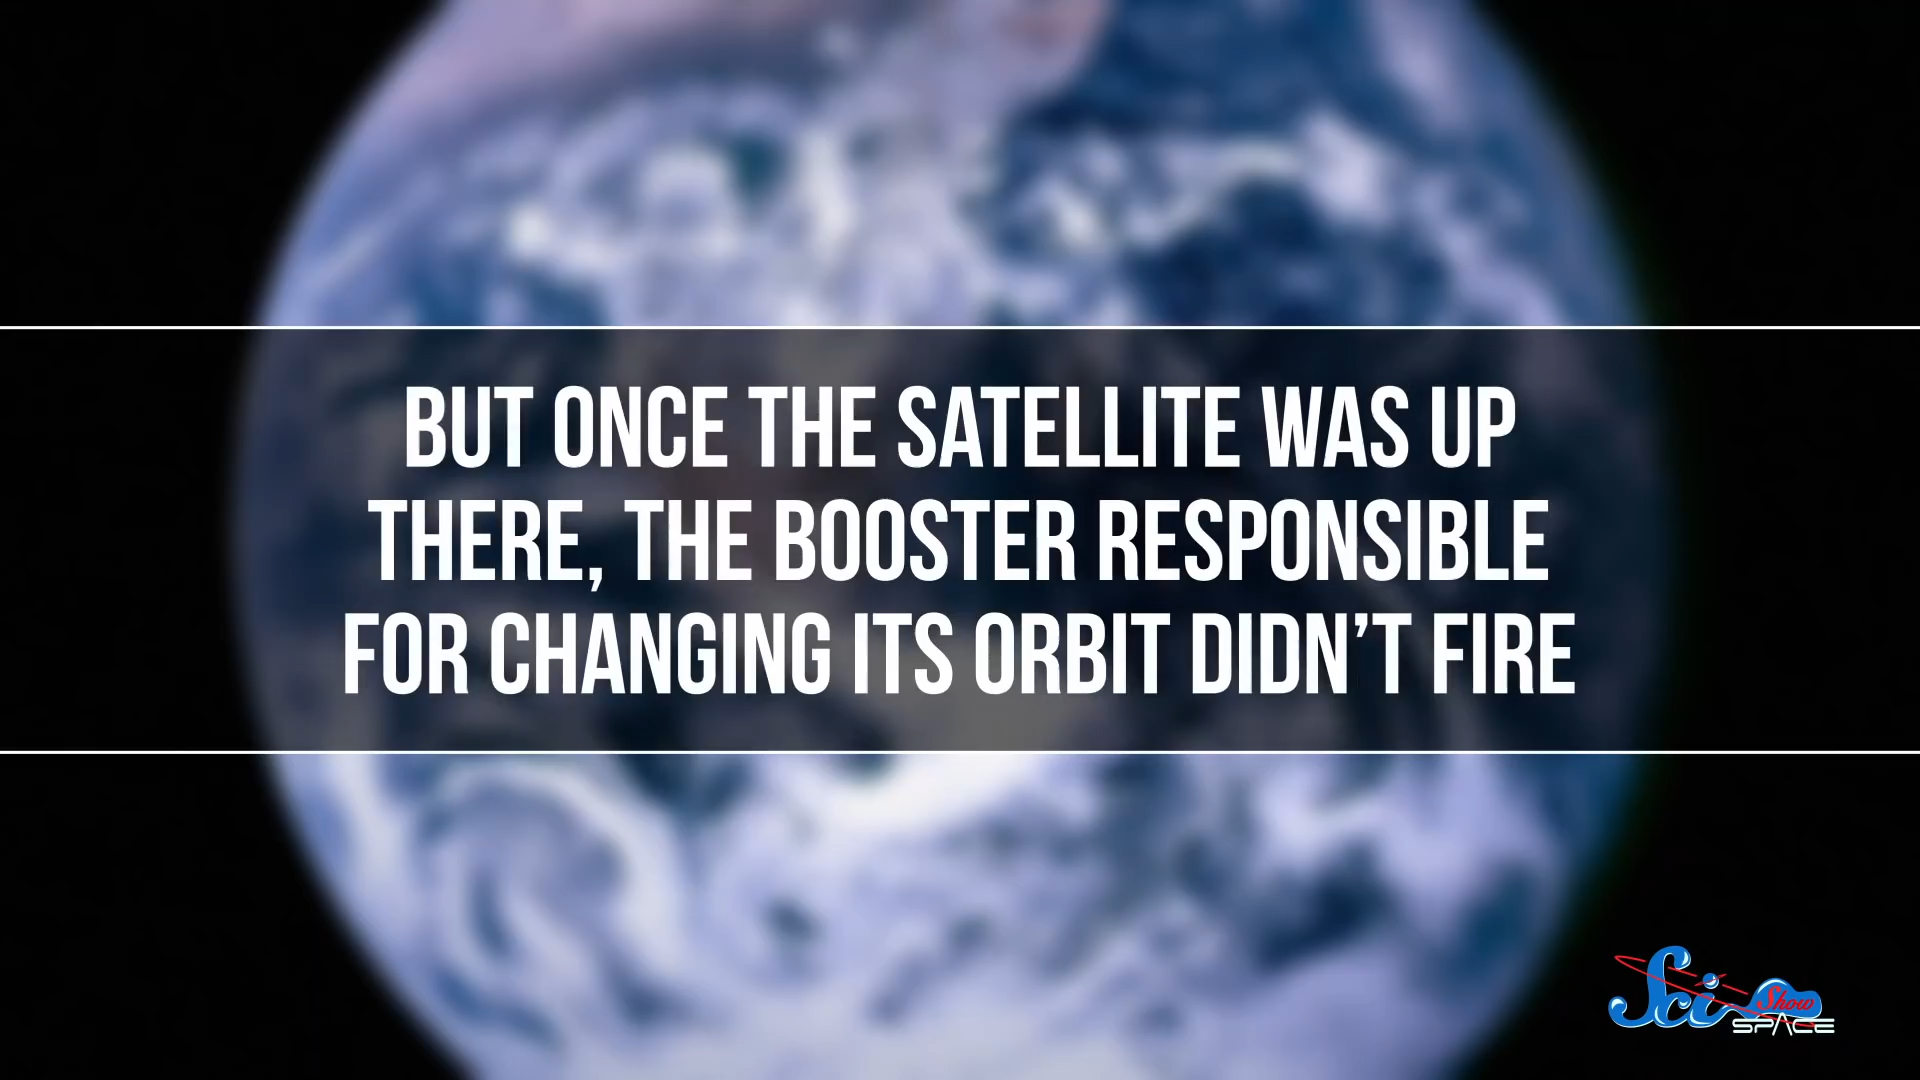 BUT ONCE THE SATELLITE WAS UP
THERE, THE BOOSTER RESPONSIBLE
FOR CHANGING ITS ORBIT DIDN’T FIRE
Sci Show
SPACE